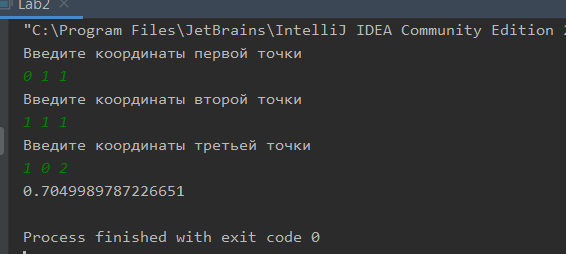 Lab2
"C:\Program Files\JetBrains\IntelliJ IDEA Community Edition
Введите координаты первой точки
0 1 1
Введите координаты второй точки
1 1 1
Введите координаты третьей точки
1 0 2
0.7049989787226651
Process finished with exit code 0